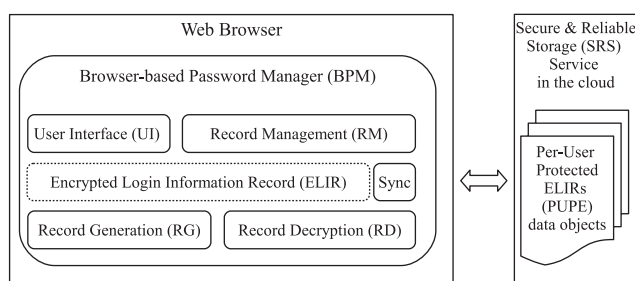 Web Browser
Browser-based Password Manager (BPM)
User Interface (UI)
Record Management (RM)
Encrypted Login Information Record (ELIR)
Sync
Record Generation (RG)
Record Decryption (RD)
Secure & Reliable
Storage (SRS)
Service
in the cloud
Per-User
Protected
ELIRs
(PUPE)
data objects